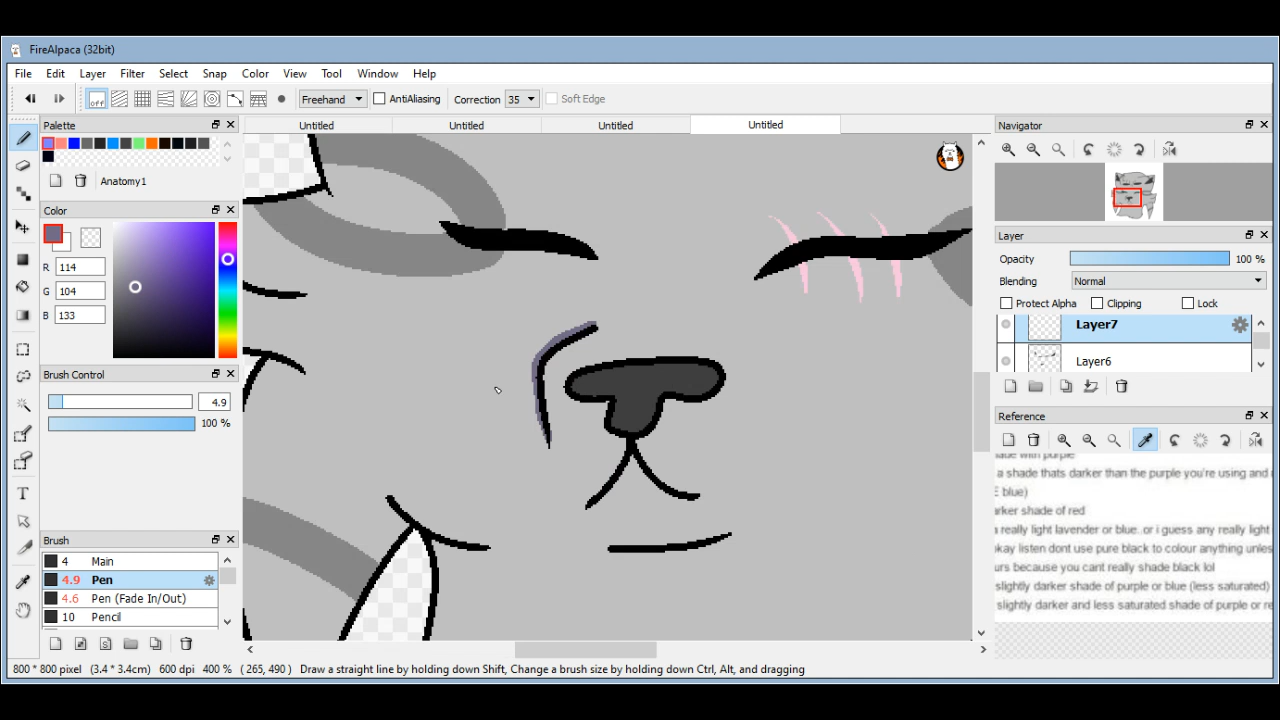 FireAlpaca (32bit)
File Edit Layer Filter Select Snap Color View Tool Window Help
off Freehand AntiAliasing Correction 35 Soft Edge
Palette
Anatomy1
Color
R 114
G 104
B 133
Brush Control
4.9
100 %
Brush
4 Main
4.9 Pen
4.6 Pen (Fade In/Out)
10 Pencil
Untitled Untitled Untitled Untitled
Navigator
Layer
Opacity 100 %
Blending Normal
Protect Alpha Clipping Lock
Layer7
Layer6
Reference
with purple
a shade thats darker than the purple you're using and
E blue)
arker shade of red
a really light lavender or blue..or i guess any really light
okay listen dont use pure black to colour anything unles
urs because you cant really shade black lol
slightly darker shade of purple or blue (less saturated)
slightly darker and less saturated shade of purple or re
800 * 800 pixel (3.4 * 3.4cm) 600 dpi 400 % ( 265, 490 ) Draw a straight line by holding down Shift, Change a brush size by holding down Ctrl, Alt, and dragging